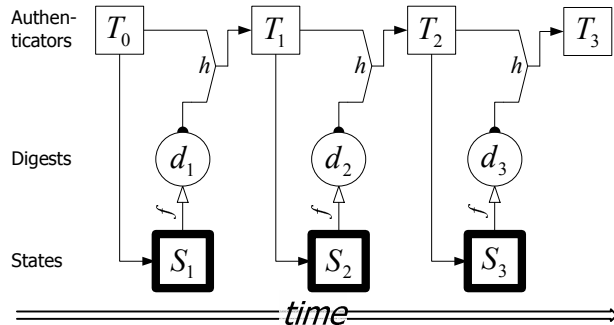 Authen-
ticators
T0 T1 T2 T3
h h h
Digests
d1 d2 d3
f f f
States
S1 S2 S3
time